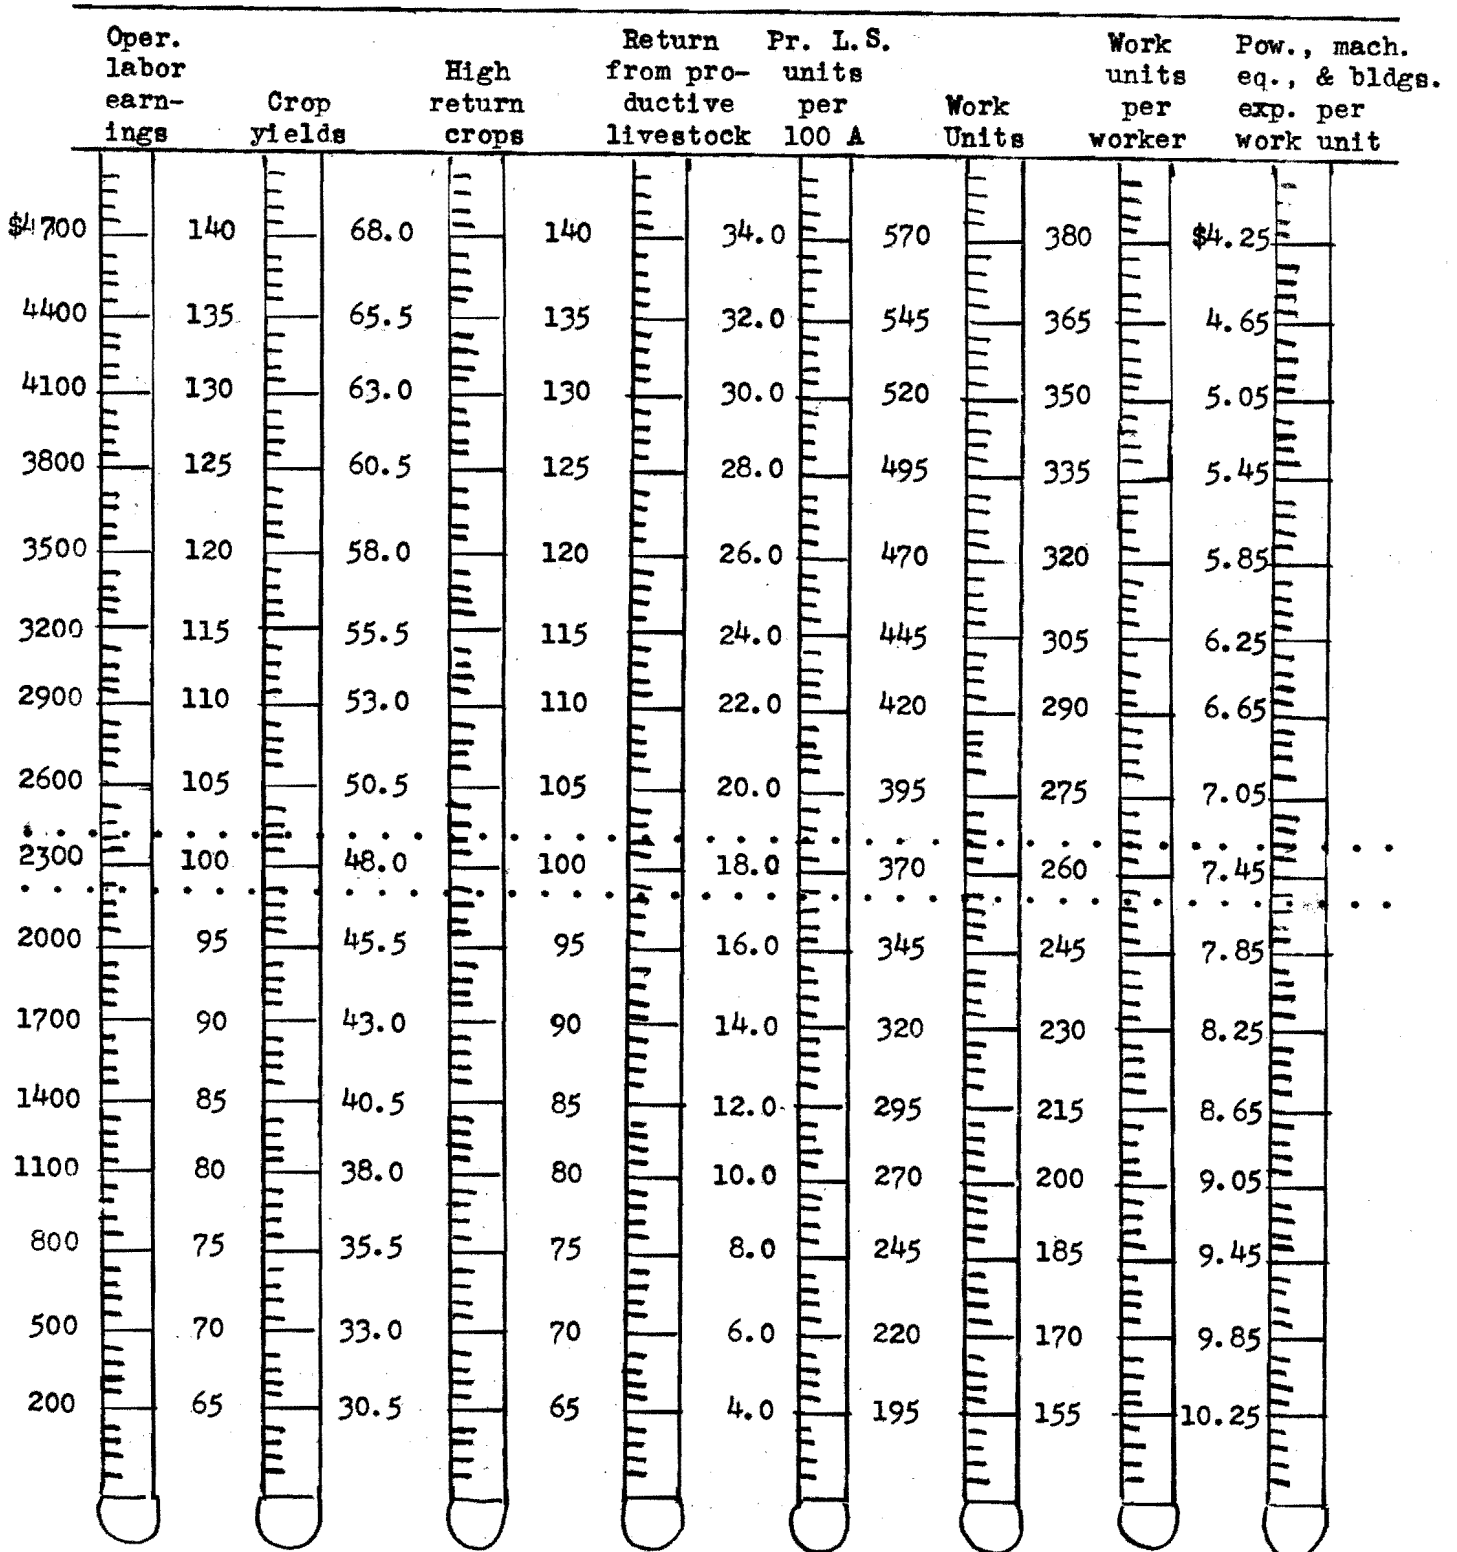 Oper. Return Pr. L.S. Work Pow., mach.
labor High from pro- units units eq., & bldgs.
earn- Crop return ductive per Work per exp. per
ings yields crops livestock 100 A Units worker work unit
$4700 140 68.0 140 34.0 570 380 $4.25
4400 135 65.5 135 32.0 545 365 4.65
4100 130 63.0 130 30.0 520 350 5.05
3800 125 60.5 125 28.0 495 335 5.45
3500 120 58.0 120 26.0 470 320 5.85
3200 115 55.5 115 24.0 445 305 6.25
2900 110 53.0 110 22.0 420 290 6.65
2600 105 50.5 105 20.0 395 275 7.05
2300 100 48.0 100 18.0 370 260 7.45
2000 95 45.5 95 16.0 345 245 7.85
1700 90 43.0 90 14.0 320 230 8.25
1400 85 40.5 85 12.0 295 215 8.65
1100 80 38.0 80 10.0 270 200 9.05
800 75 35.5 75 8.0 245 185 9.45
500 70 33.0 70 6.0 220 170 9.85
200 65 30.5 65 4.0 195 155 10.25